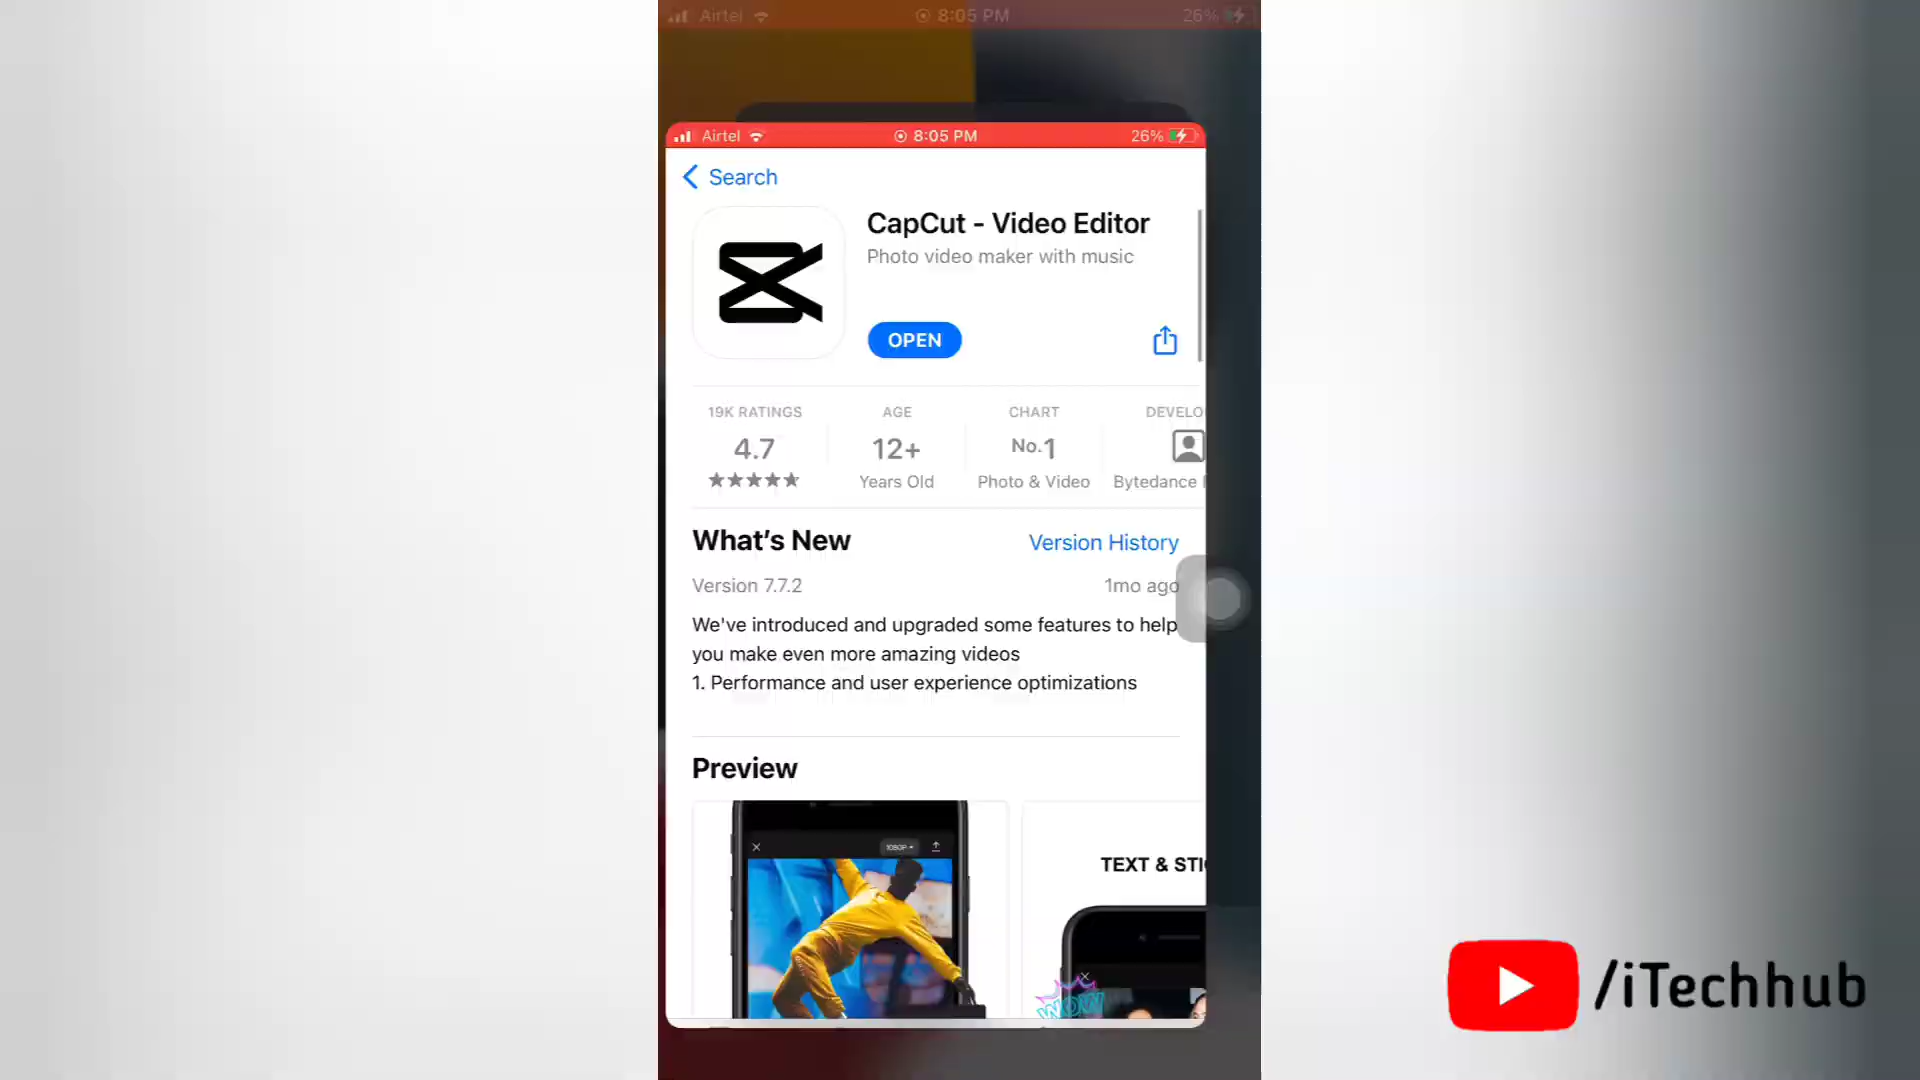 Airtel 8:05 PM 26%
Airtel 8:05 PM 26%
Search
CapCut - Video Editor
Photo video maker with music
OPEN
19K RATINGS AGE CHART DEVELO
4.7 12+ No.1
Years Old Photo & Video Bytedance
What's New Version History
Version 7.7.2 1mo ago
We've introduced and upgraded some features to help
you make even more amazing videos
1. Performance and user experience optimizations
Preview
1080P
TEXT & STI
WOW
/iTechhub